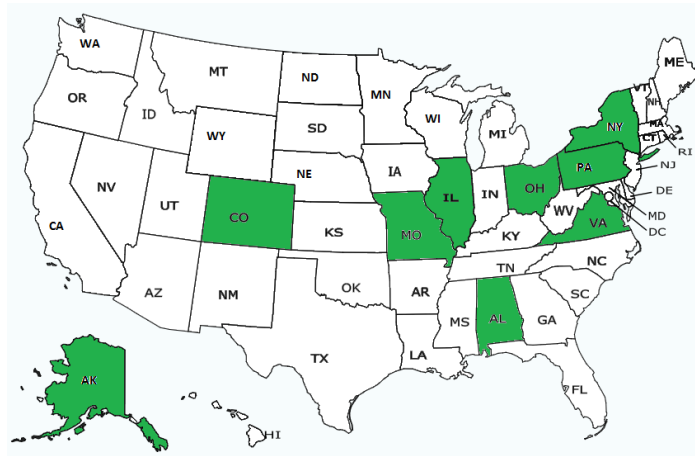 WA
MT
ND
MN
ME
OR
ID
WY
SD
WI
MI
VT
NH
NY
MA
CT
RI
NV
UT
CO
NE
IA
IL
IN
OH
PA
NJ
DE
MD
DC
CA
KS
MO
KY
WV
VA
AZ
NM
OK
AR
TN
NC
SC
TX
LA
MS
AL
GA
FL
AK
HI